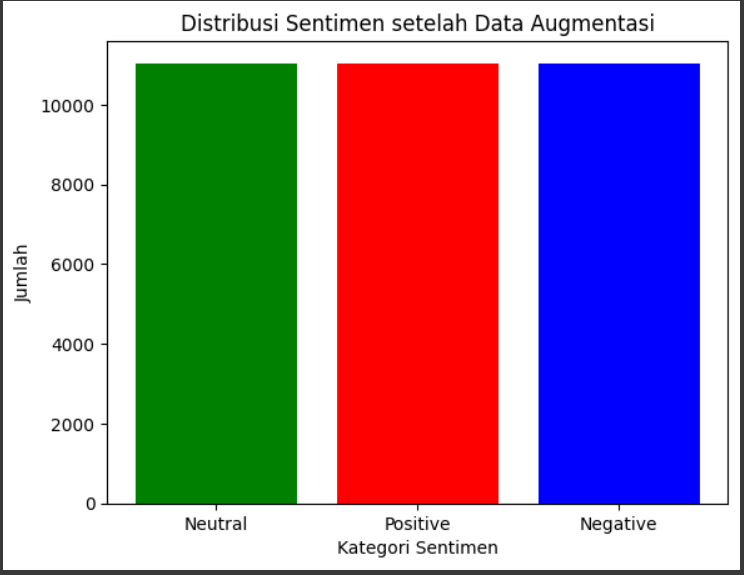 Distribusi Sentimen setelah Data Augmentasi
10000
8000
6000
4000
2000
0
Jumlah
Neutral Positive Negative
Kategori Sentimen